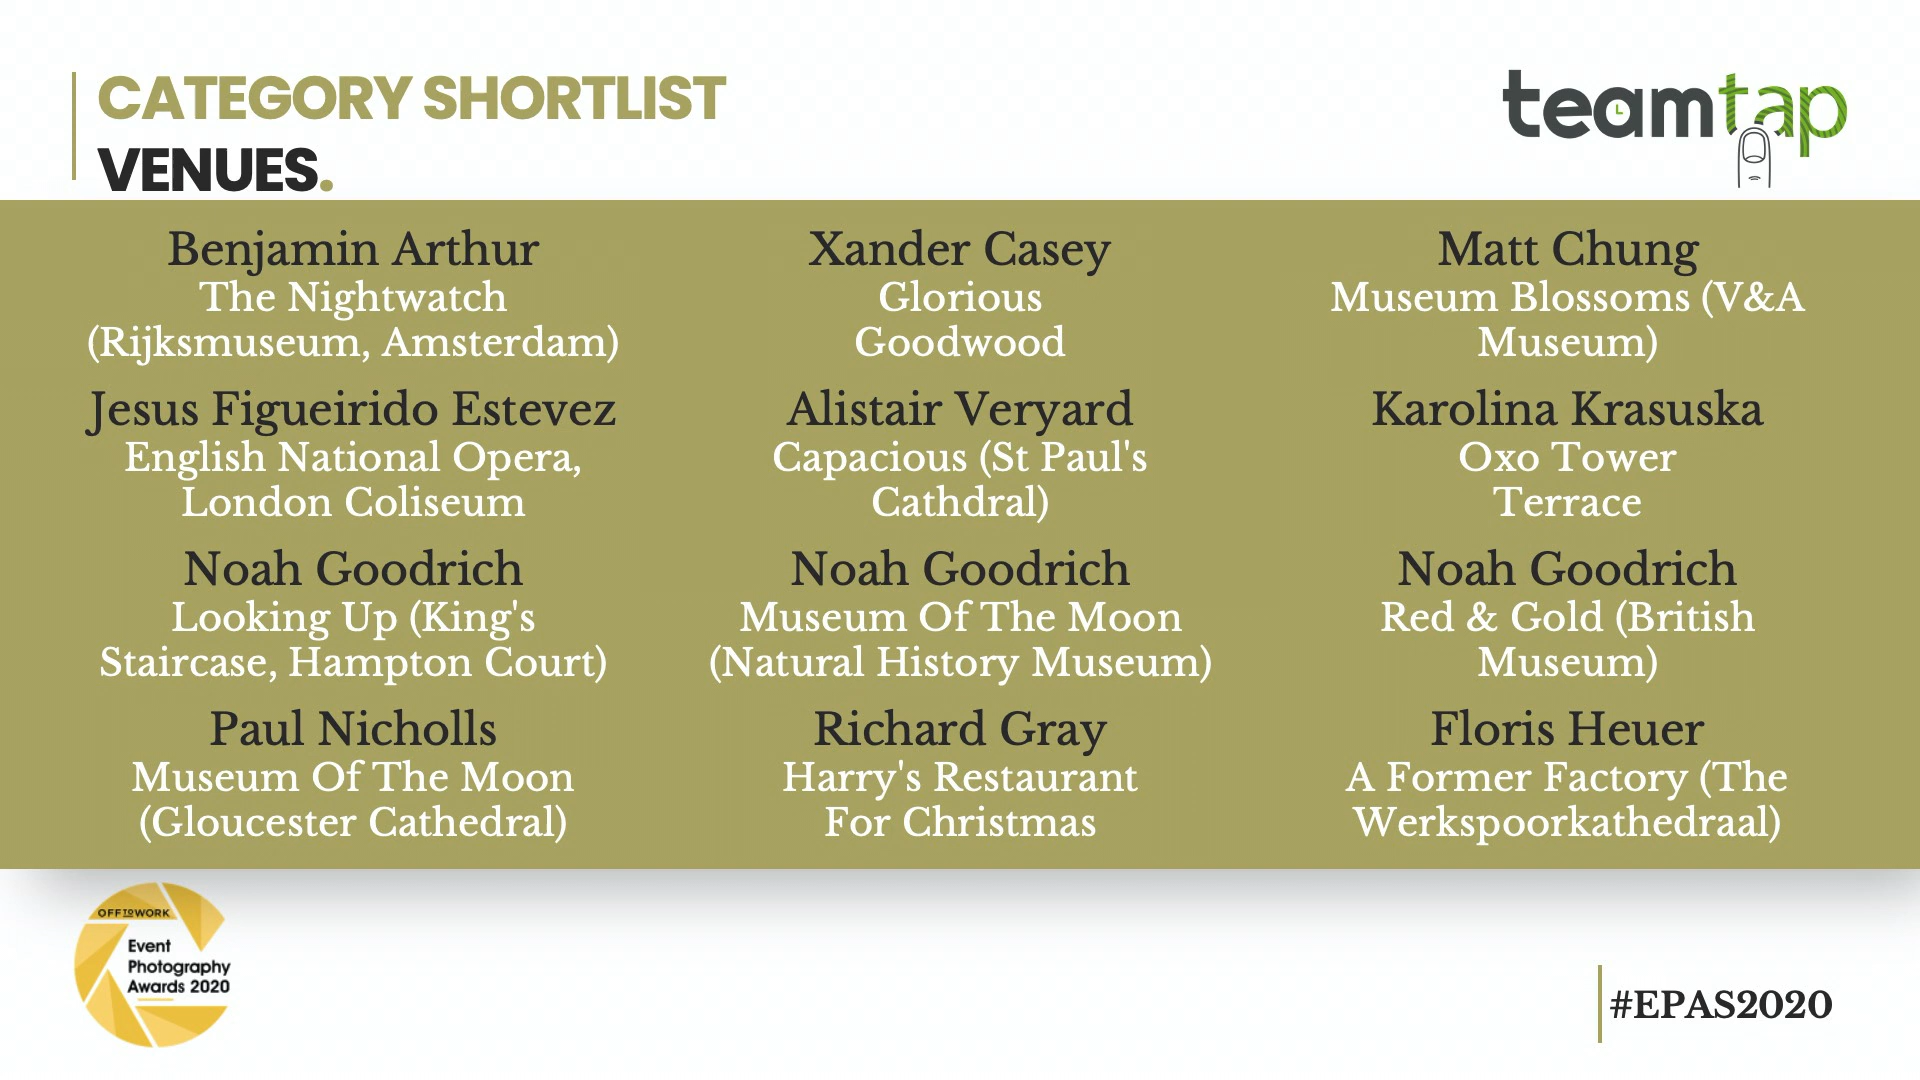 CATEGORY SHORTLIST
VENUES.
teamtap
Benjamin Arthur
The Nightwatch
(Rijksmuseum, Amsterdam)
Xander Casey
Glorious
Goodwood
Matt Chung
Museum Blossoms (V&A
Museum)
Jesus Figueirido Estevez
English National Opera,
London Coliseum
Alistair Veryard
Capacious (St Paul's
Cathdral)
Karolina Krasuska
Oxo Tower
Terrace
Noah Goodrich
Looking Up (King's
Staircase, Hampton Court)
Noah Goodrich
Museum Of The Moon
(Natural History Museum)
Noah Goodrich
Red & Gold (British
Museum)
Paul Nicholls
Museum Of The Moon
(Gloucester Cathedral)
Richard Gray
Harry's Restaurant
For Christmas
Floris Heuer
A Former Factory (The
Werkspoorkathedraal)
OFF TO WORK
Event
Photography
Awards 2020
#EPAS2020